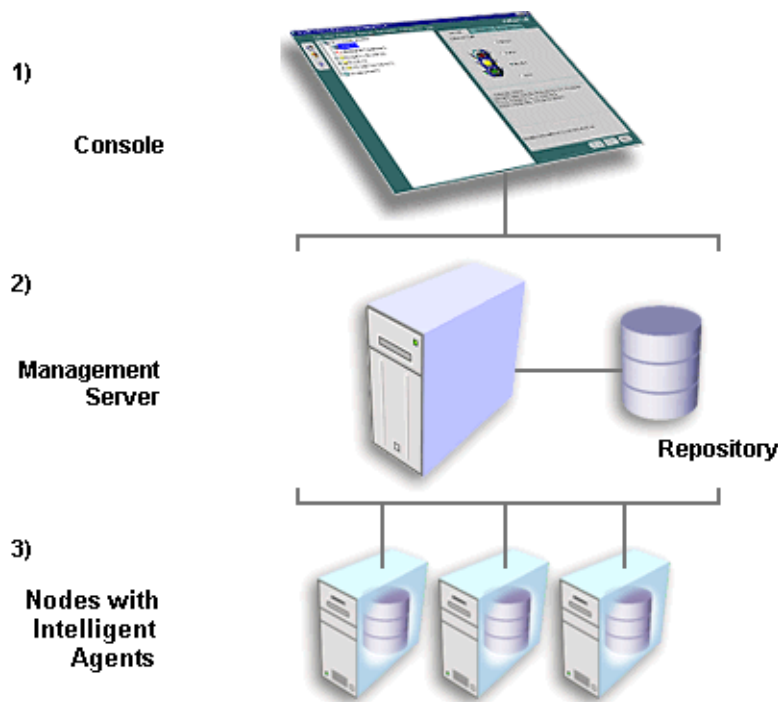 1)
Console
2)
Management
Server
Repository
3)
Nodes with
Intelligent
Agents